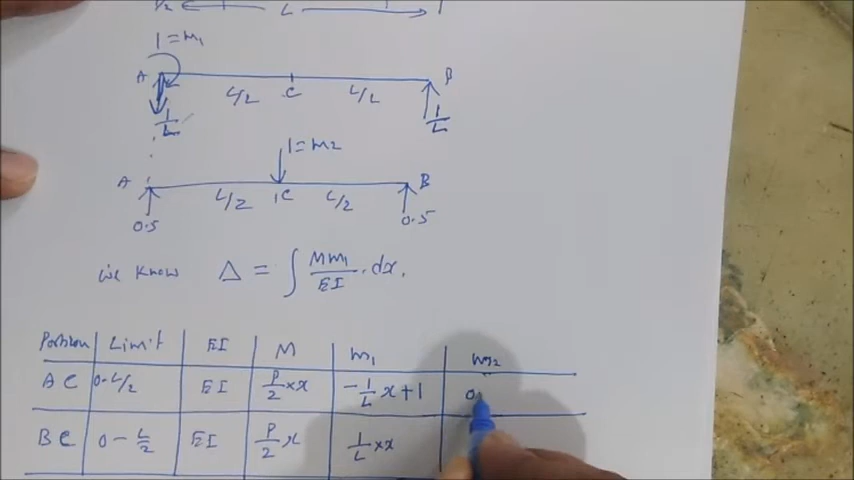 L
1 = m₁
A C B
L/2 L/2
1/L 1/L
1 = m₂
A C B
L/2 L/2
0.5 0.5
we know Δ = ∫ Mm₁/EI . dx.
Portion Limit EI M m₁ m₂
AC 0-L/2 EI P/2 × x -1/L x + 1 0.
BC 0 - L/2 EI P/2 x 1/L × x